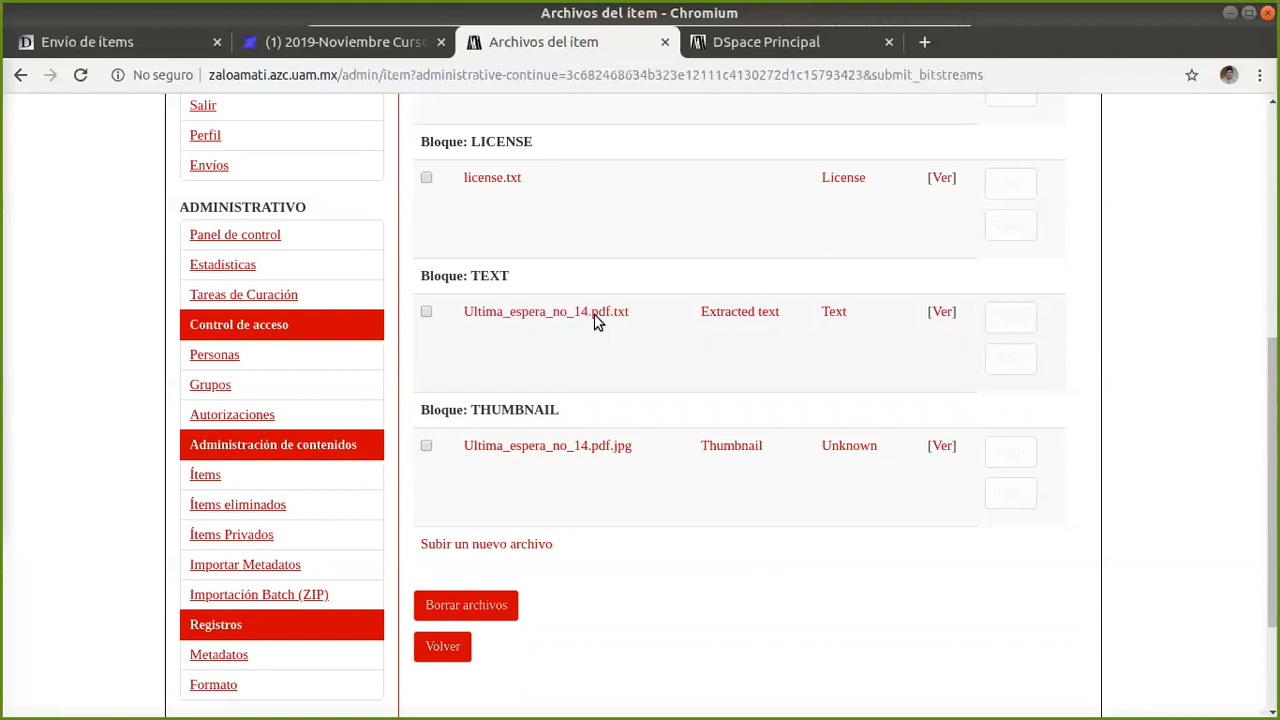 Archivos del ítem - Chromium
Envío de ítems
(1) 2019-Noviembre Curso
Archivos del ítem
DSpace Principal
No seguro
zaloamati.azc.uam.mx/admin/item?administrative-continue=3c682468634b323e12111c4130272d1c15793423&submit_bitstreams
Salir
Perfil
Envíos
ADMINISTRATIVO
Panel de control
Estadísticas
Tareas de Curación
Control de acceso
Personas
Grupos
Autorizaciones
Administración de contenidos
Ítems
Ítems eliminados
Ítems Privados
Importar Metadatos
Importación Batch (ZIP)
Registros
Metadatos
Formato
Bloque: LICENSE
license.txt License [Ver]
Bloque: TEXT
Ultima_espera_no_14.pdf.txt Extracted text Text [Ver]
Bloque: THUMBNAIL
Ultima_espera_no_14.pdf.jpg Thumbnail Unknown [Ver]
Subir un nuevo archivo
Borrar archivos
Volver